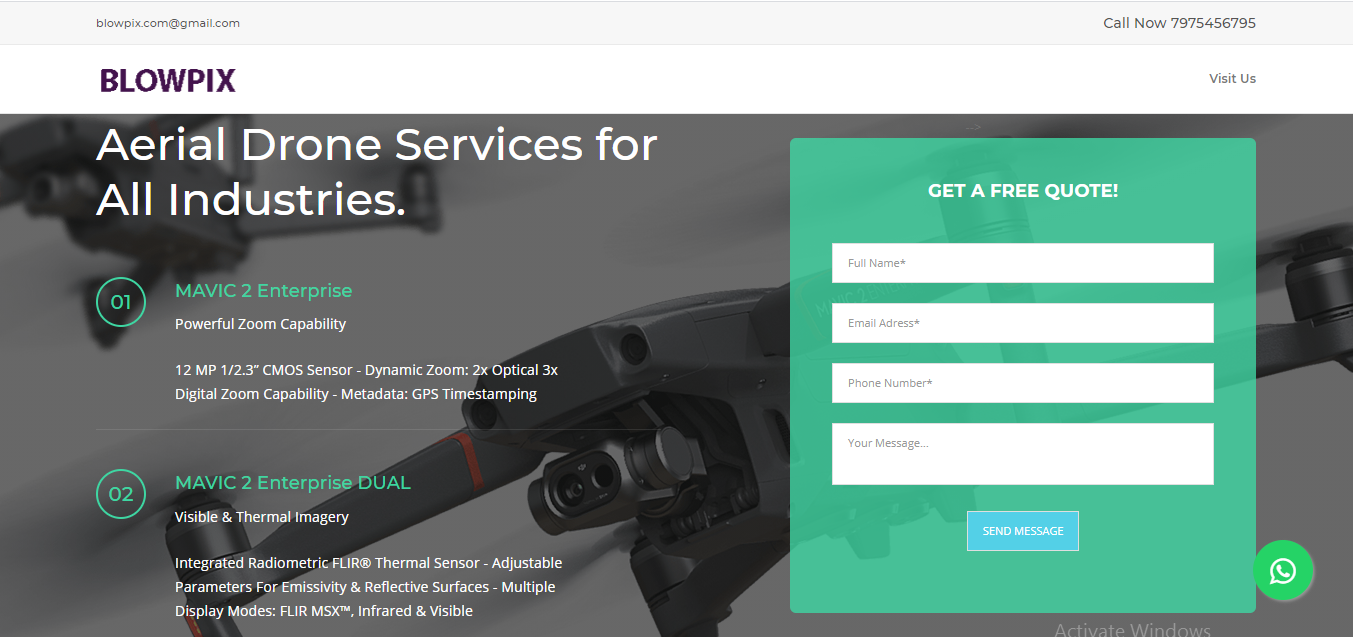 blowpix.com@gmail.com
Call Now 7975456795
BLOWPIX
Visit Us
Aerial Drone Services for
All Industries.
-->
GET A FREE QUOTE!
Full Name*
Email Adress*
Phone Number*
Your Message...
SEND MESSAGE
01
MAVIC 2 Enterprise
Powerful Zoom Capability
12 MP 1/2.3” CMOS Sensor - Dynamic Zoom: 2x Optical 3x
Digital Zoom Capability - Metadata: GPS Timestamping
02
MAVIC 2 Enterprise DUAL
Visible & Thermal Imagery
Integrated Radiometric FLIR® Thermal Sensor - Adjustable
Parameters For Emissivity & Reflective Surfaces - Multiple
Display Modes: FLIR MSX™, Infrared & Visible
Activate Windows